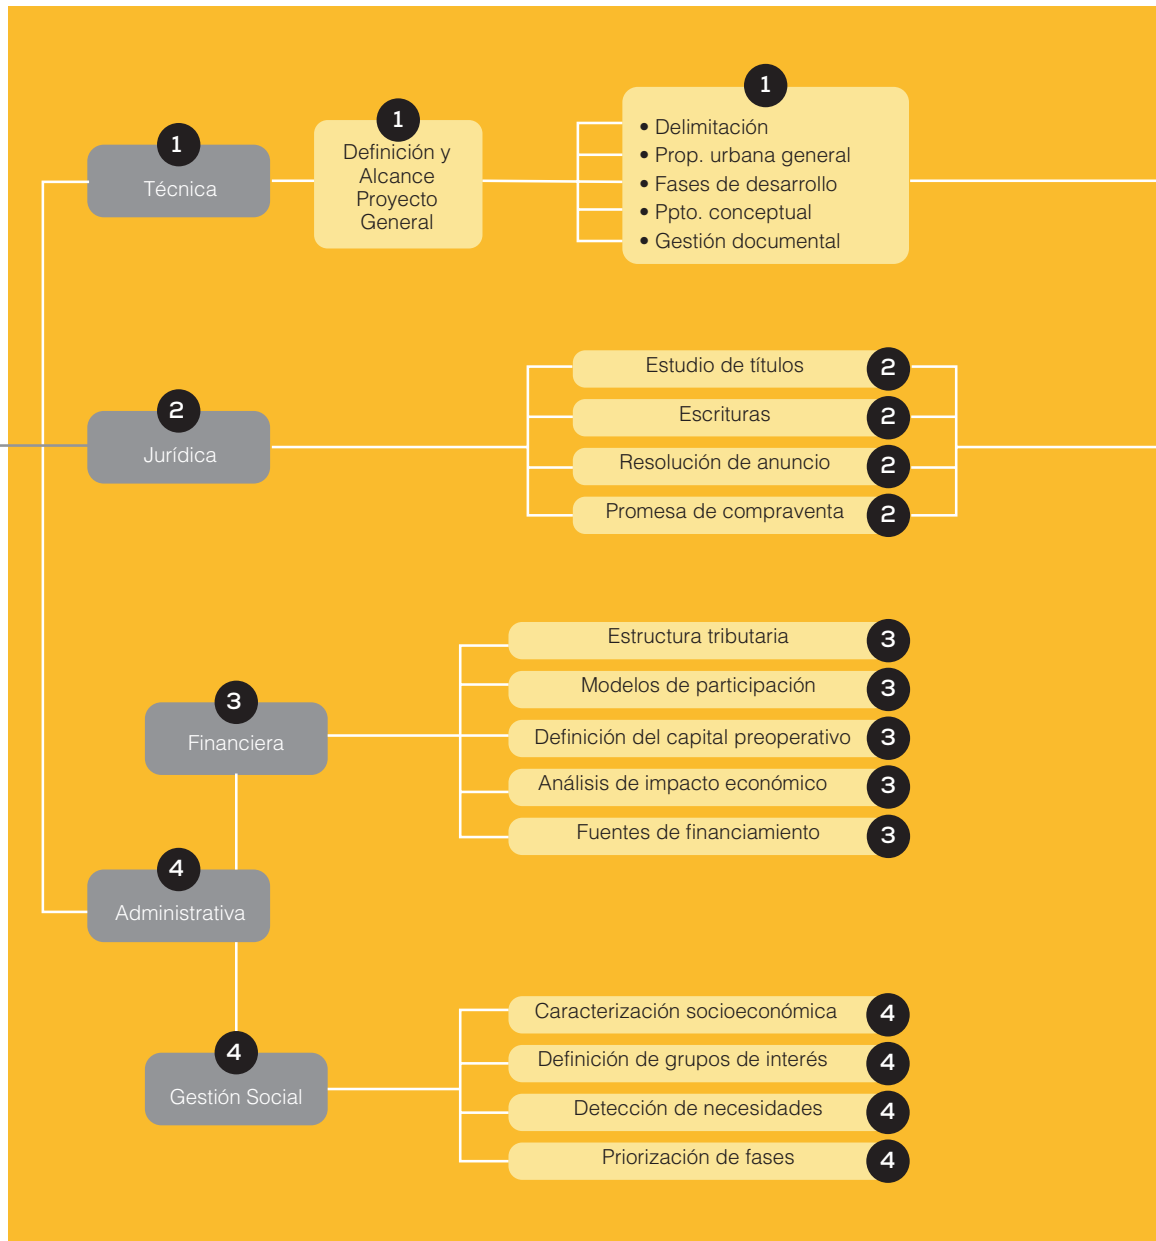 1
Técnica
1
Definición y
Alcance
Proyecto
General
1
• Delimitación
• Prop. urbana general
• Fases de desarrollo
• Ppto. conceptual
• Gestión documental
2
Jurídica
Estudio de títulos 2
Escrituras 2
Resolución de anuncio 2
Promesa de compraventa 2
3
Financiera
Estructura tributaria 3
Modelos de participación 3
Definición del capital preoperativo 3
Análisis de impacto económico 3
Fuentes de financiamiento 3
4
Administrativa
4
Gestión Social
Caracterización socioeconómica 4
Definición de grupos de interés 4
Detección de necesidades 4
Priorización de fases 4